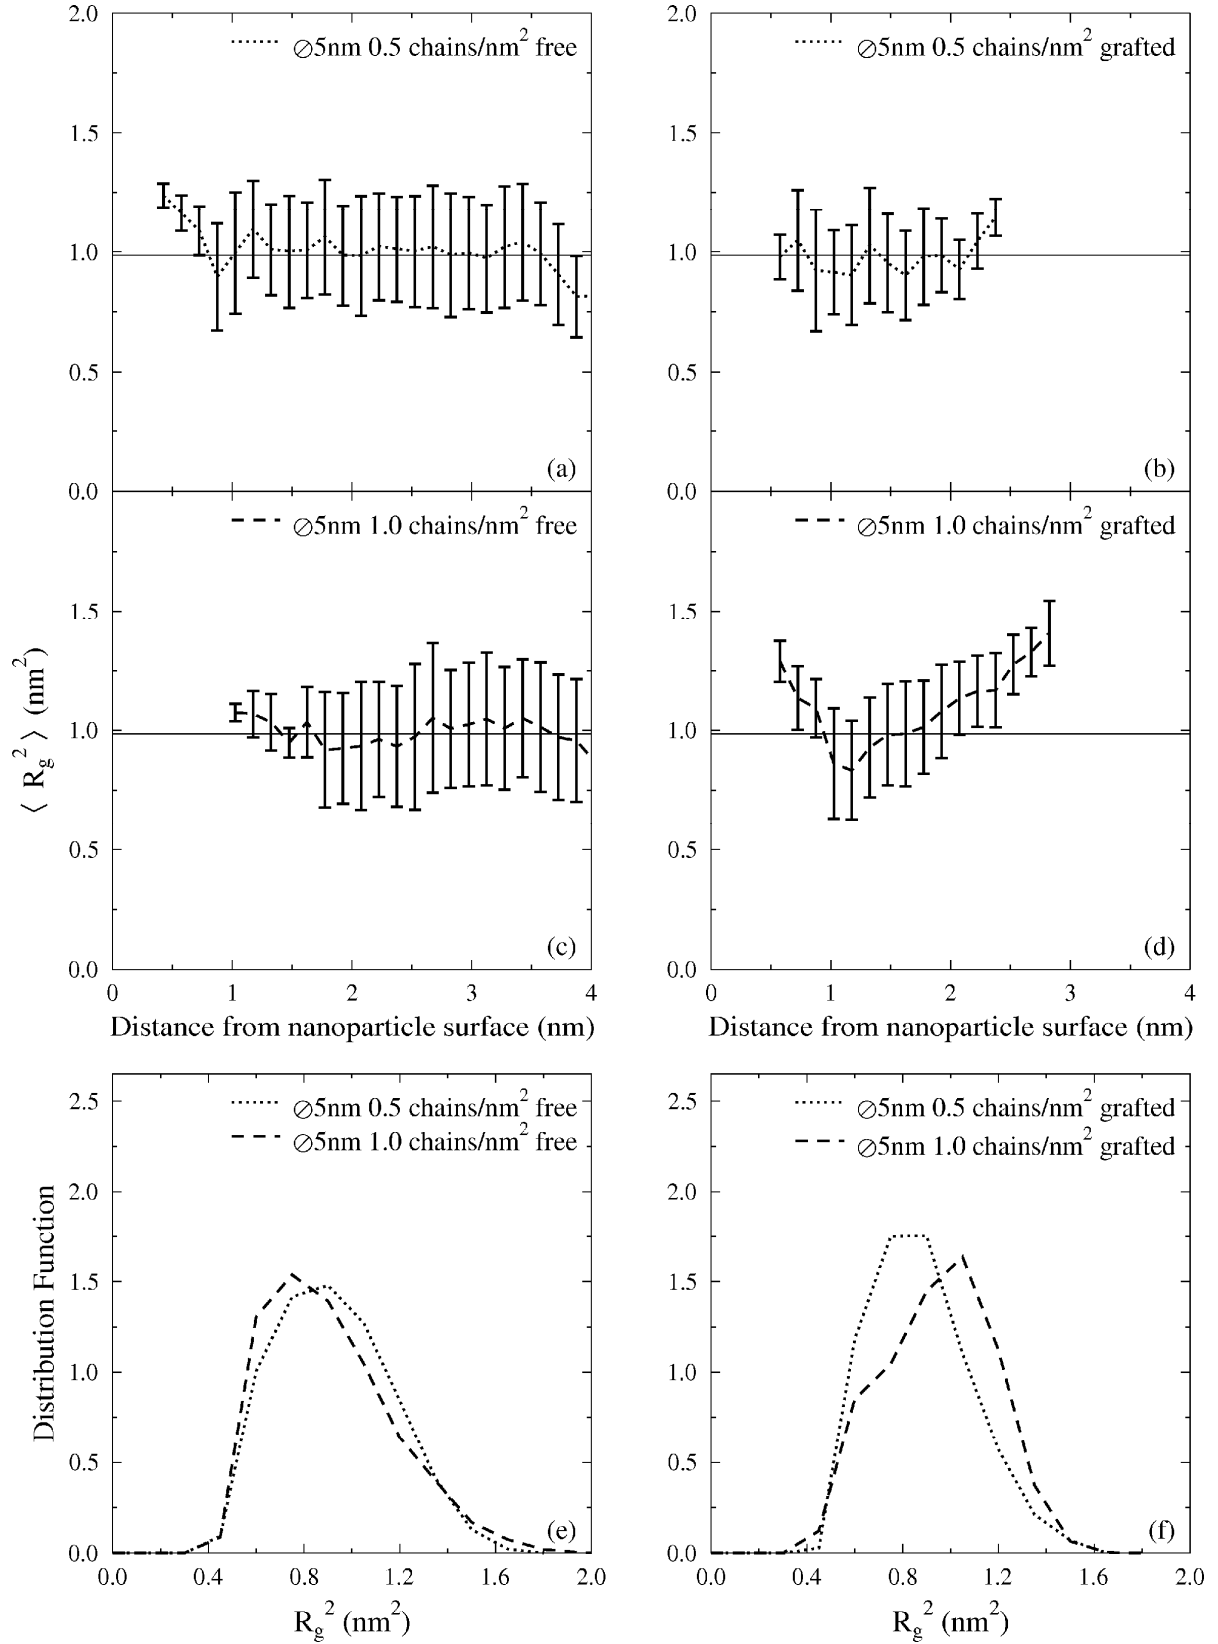 2.0
1.5
1.0
0.5
0.0
⊘5nm 0.5 chains/nm² free
(a)
2.0
1.5
1.0
0.5
0.0
⊘5nm 0.5 chains/nm² grafted
(b)
⟨ R_g² ⟩ (nm²)
1.5
1.0
0.5
0.0
⊘5nm 1.0 chains/nm² free
(c)
0 1 2 3 4
Distance from nanoparticle surface (nm)
1.5
1.0
0.5
0.0
⊘5nm 1.0 chains/nm² grafted
(d)
0 1 2 3 4
Distance from nanoparticle surface (nm)
Distribution Function
2.5
2.0
1.5
1.0
0.5
0.0
⊘5nm 0.5 chains/nm² free
⊘5nm 1.0 chains/nm² free
(e)
0.0 0.4 0.8 1.2 1.6 2.0
R_g² (nm²)
2.5
2.0
1.5
1.0
0.5
0.0
⊘5nm 0.5 chains/nm² grafted
⊘5nm 1.0 chains/nm² grafted
(f)
0.0 0.4 0.8 1.2 1.6 2.0
R_g² (nm²)